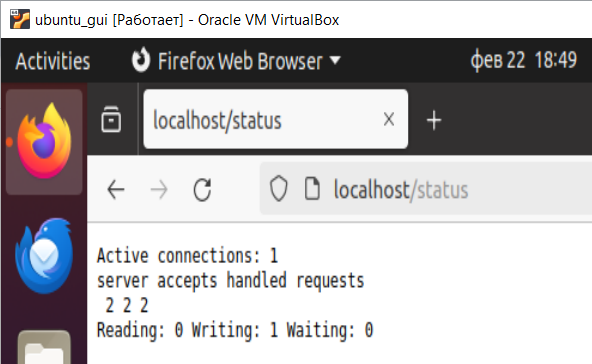 ubuntu_gui [Работает] - Oracle VM VirtualBox
Activities Firefox Web Browser фев 22 18:49
localhost/status
localhost/status
Active connections: 1
server accepts handled requests
2 2 2
Reading: 0 Writing: 1 Waiting: 0